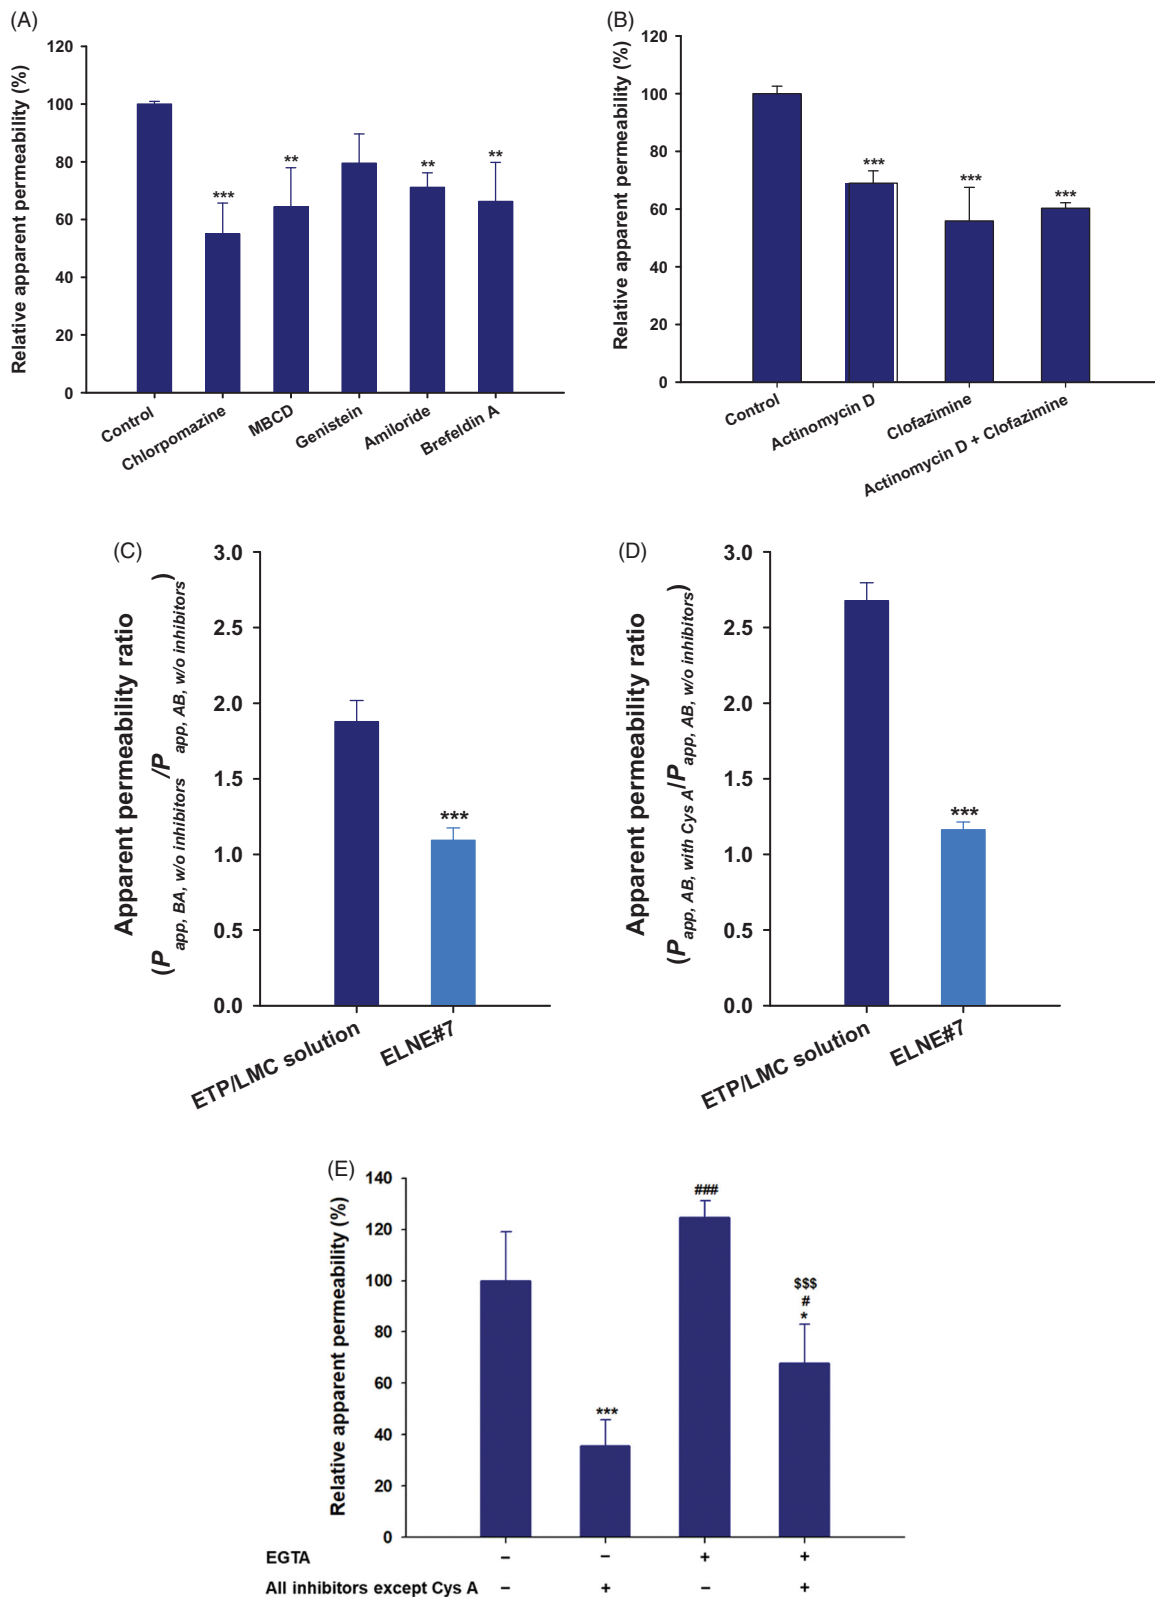 (A)
Relative apparent permeability (%)
120
100
80
60
40
20
0
***
**
**
**
Control
Chlorpomazine
MBCD
Genistein
Amiloride
Brefeldin A
(B)
Relative apparent permeability (%)
120
100
80
60
40
20
0
***
***
***
Control
Actinomycin D
Clofazimine
Actinomycin D + Clofazimine
(C)
Apparent permeability ratio
(P app, BA, w/o inhibitors /P app, AB, w/o inhibitors )
3.0
2.5
2.0
1.5
1.0
0.5
0.0
***
ETP/LMC solution
ELNE#7
(D)
Apparent permeability ratio
(P app, AB, with Cys A /P app, AB, w/o inhibitors )
3.0
2.5
2.0
1.5
1.0
0.5
0.0
***
ETP/LMC solution
ELNE#7
(E)
Relative apparent permeability (%)
140
120
100
80
60
40
20
0
***
###
$$$
#
*
EGTA − − + +
All inhibitors except Cys A − + − +